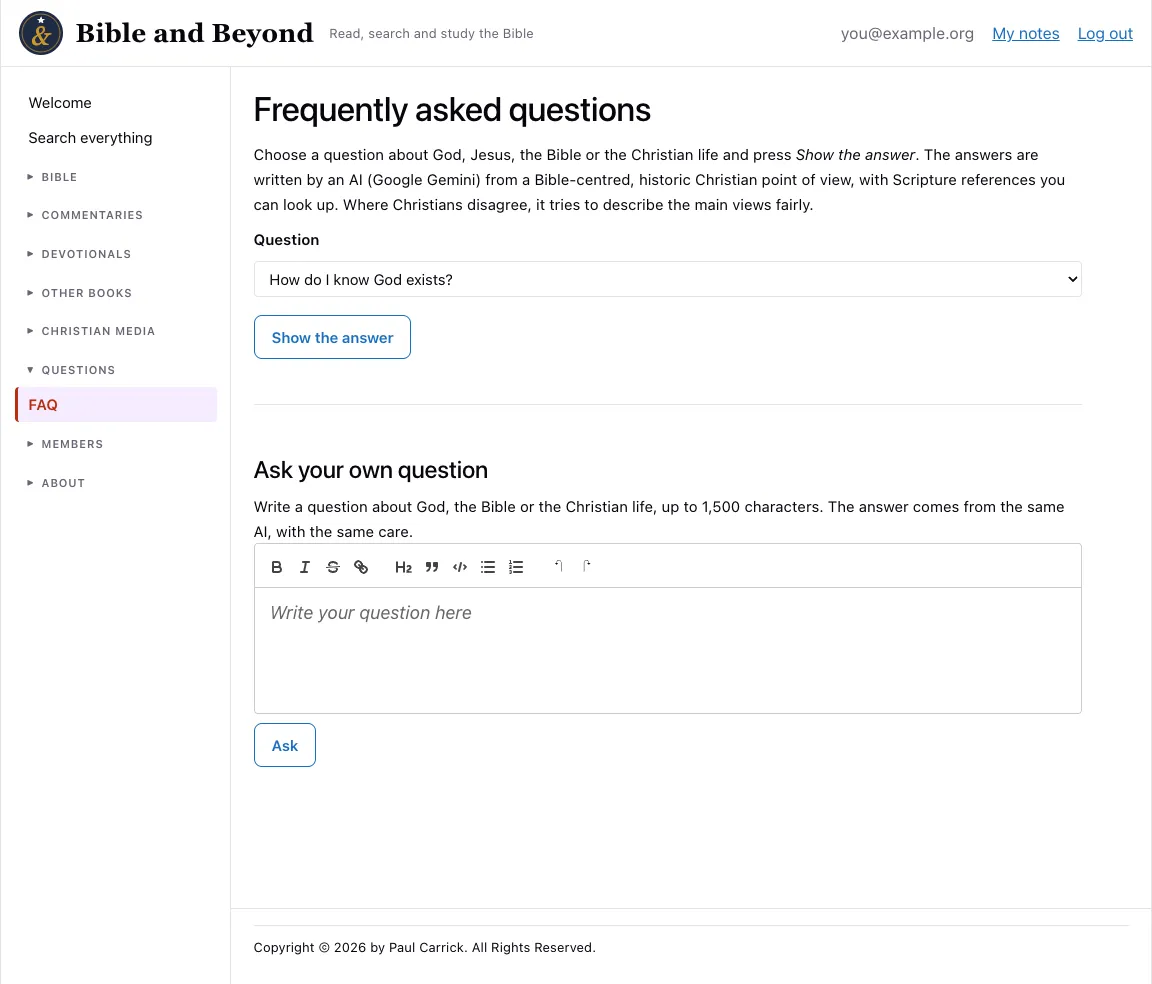 &
Bible and Beyond
Read, search and study the Bible
you@example.org
My notes
Log out
Welcome
Search everything
BIBLE
COMMENTARIES
DEVOTIONALS
OTHER BOOKS
CHRISTIAN MEDIA
QUESTIONS
FAQ
MEMBERS
ABOUT
Frequently asked questions
Choose a question about God, Jesus, the Bible or the Christian life and press Show the answer. The answers are
written by an AI (Google Gemini) from a Bible-centred, historic Christian point of view, with Scripture references you
can look up. Where Christians disagree, it tries to describe the main views fairly.
Question
How do I know God exists?
Show the answer
Ask your own question
Write a question about God, the Bible or the Christian life, up to 1,500 characters. The answer comes from the same
AI, with the same care.
B I S H2
Write your question here
Ask
Copyright © 2026 by Paul Carrick. All Rights Reserved.